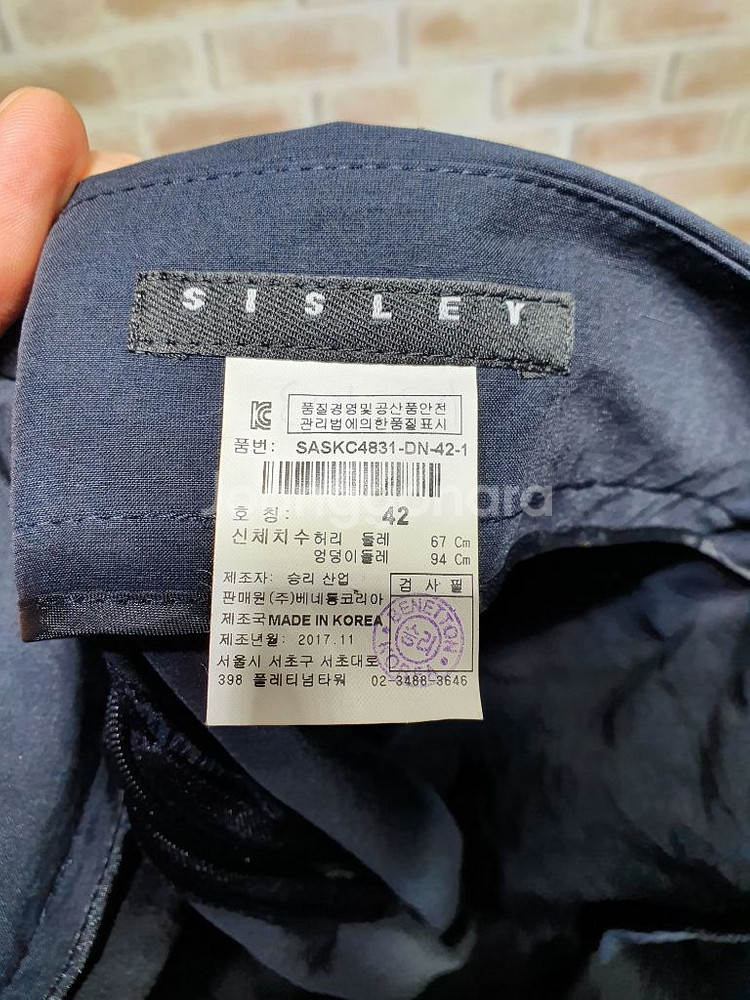 SISLEY
품질경영및공산품안전
관리법에의한품질표시
품번: SASKC4831-DN-42-1
joonggonara
호 칭: 42
신체치수허리 둘레 67 Cm
엉덩이둘레 94 Cm
제조자: 승리 산업 검 사 필
판매원 (주)베네통코리아
제조국 MADE IN KOREA
제조년월: 2017.11
서울시 서초구 서초대로
398 플레티넘타워 02-3488-3646
BENETTON
KOREA